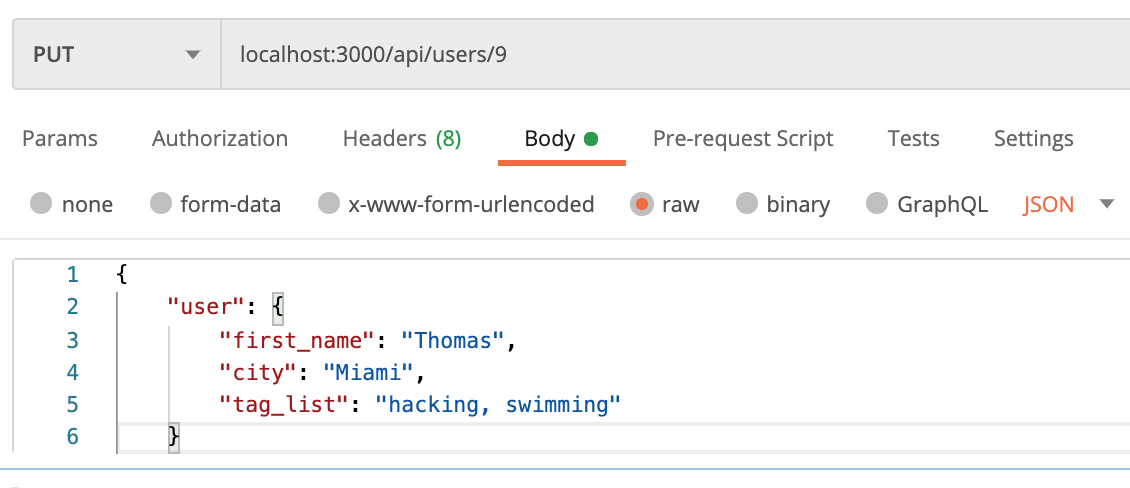 PUT localhost:3000/api/users/9
Params Authorization Headers (8) Body Pre-request Script Tests Settings
none form-data x-www-form-urlencoded raw binary GraphQL JSON
1 {
2 "user": {
3 "first_name": "Thomas",
4 "city": "Miami",
5 "tag_list": "hacking, swimming"
6 }